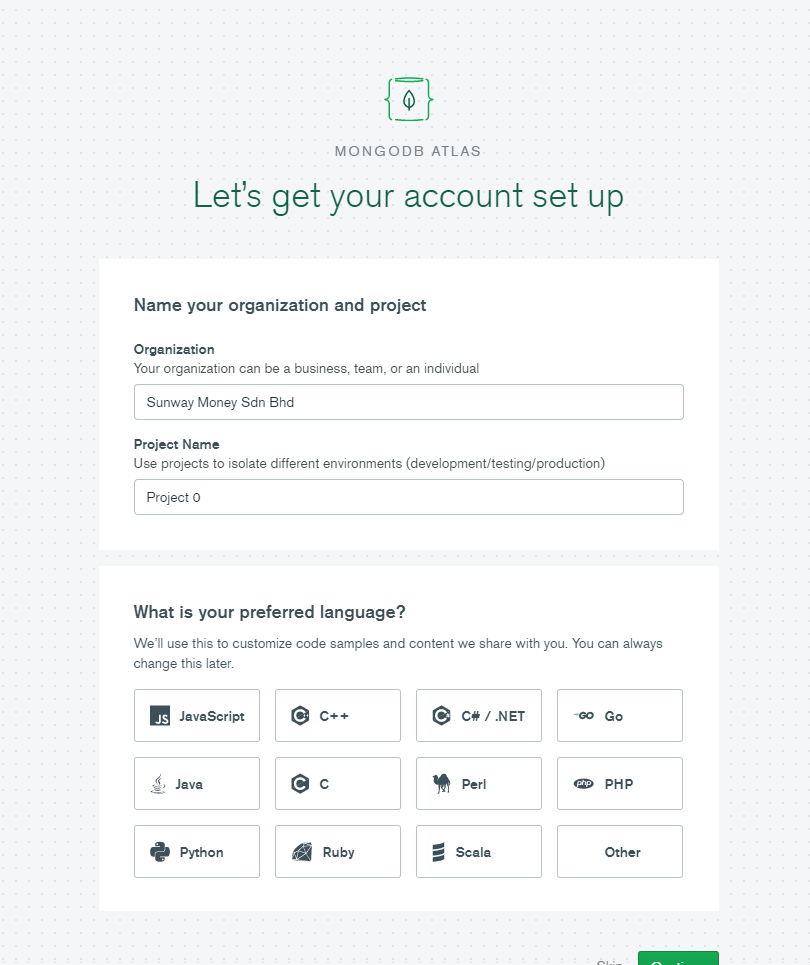 MONGODB ATLAS
Let's get your account set up
Name your organization and project
Organization
Your organization can be a business, team, or an individual
Sunway Money Sdn Bhd
Project Name
Use projects to isolate different environments (development/testing/production)
Project 0
What is your preferred language?
We'll use this to customize code samples and content we share with you. You can always
change this later.
JS JavaScript
C++
C# / .NET
GO Go
Java
C C
Perl
php PHP
Python
Ruby
Scala
Other
Skip
Continue